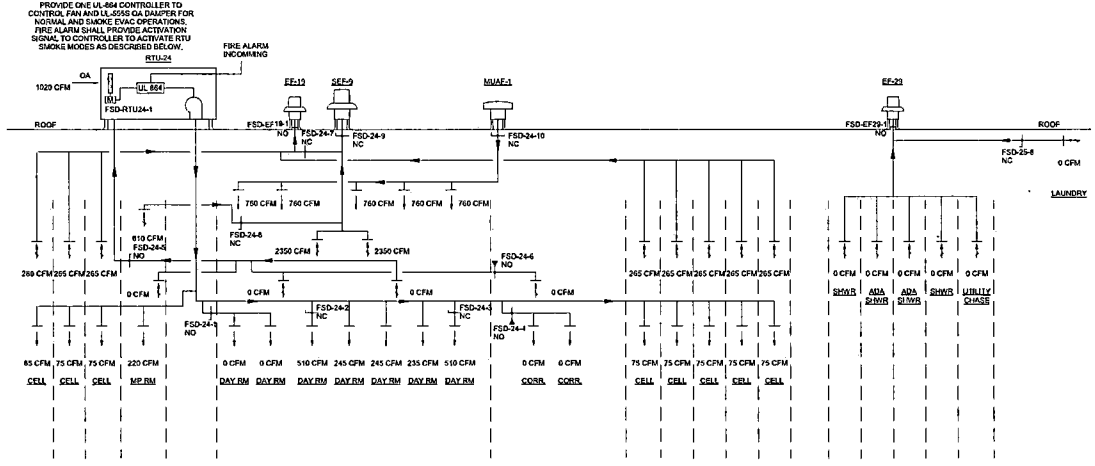 PROVIDE ONE UL-864 CONTROLLER TO
CONTROL FAN AND UL-555S OA DAMPER FOR
NORMAL AND SMOKE EVAC OPERATIONS.
FIRE ALARM SHALL PROVIDE ACTIVATION
SIGNAL TO CONTROLLER TO ACTIVATE RTU
SMOKE MODES AS DESCRIBED BELOW.
RTU-24
FIRE ALARM
INCOMMING
OA
1020 CFM
UL 864
M
FSD-RTU24-1
EF-19
SEF-9
MUAF-1
EF-29
ROOF
FSD-EF19-1
NO
FSD-24-7
NC
FSD-24-9
NC
FSD-24-10
NC
FSD-EF29-1
NO
ROOF
FSD-25-8
NC
0 CFM
LAUNDRY
760 CFM
760 CFM
760 CFM
760 CFM
760 CFM
610 CFM
FSD-24-8
NC
FSD-24-5
NO
2350 CFM
2350 CFM
FSD-24-6
NO
280 CFM
265 CFM
265 CFM
265 CFM
265 CFM
265 CFM
265 CFM
265 CFM
0 CFM
0 CFM
0 CFM
0 CFM
0 CFM
SHWR
ADA
SHWR
ADA
SHWR
SHWR
UTILITY
CHASE
0 CFM
0 CFM
0 CFM
FSD-24-1
NO
FSD-24-2
NC
FSD-24-3
NC
FSD-24-4
NO
65 CFM
75 CFM
75 CFM
220 CFM
0 CFM
0 CFM
510 CFM
245 CFM
245 CFM
235 CFM
510 CFM
0 CFM
0 CFM
75 CFM
75 CFM
75 CFM
75 CFM
75 CFM
CELL
CELL
CELL
MP RM
DAY RM
DAY RM
DAY RM
DAY RM
DAY RM
DAY RM
DAY RM
CORR.
CORR.
CELL
CELL
CELL
CELL
CELL